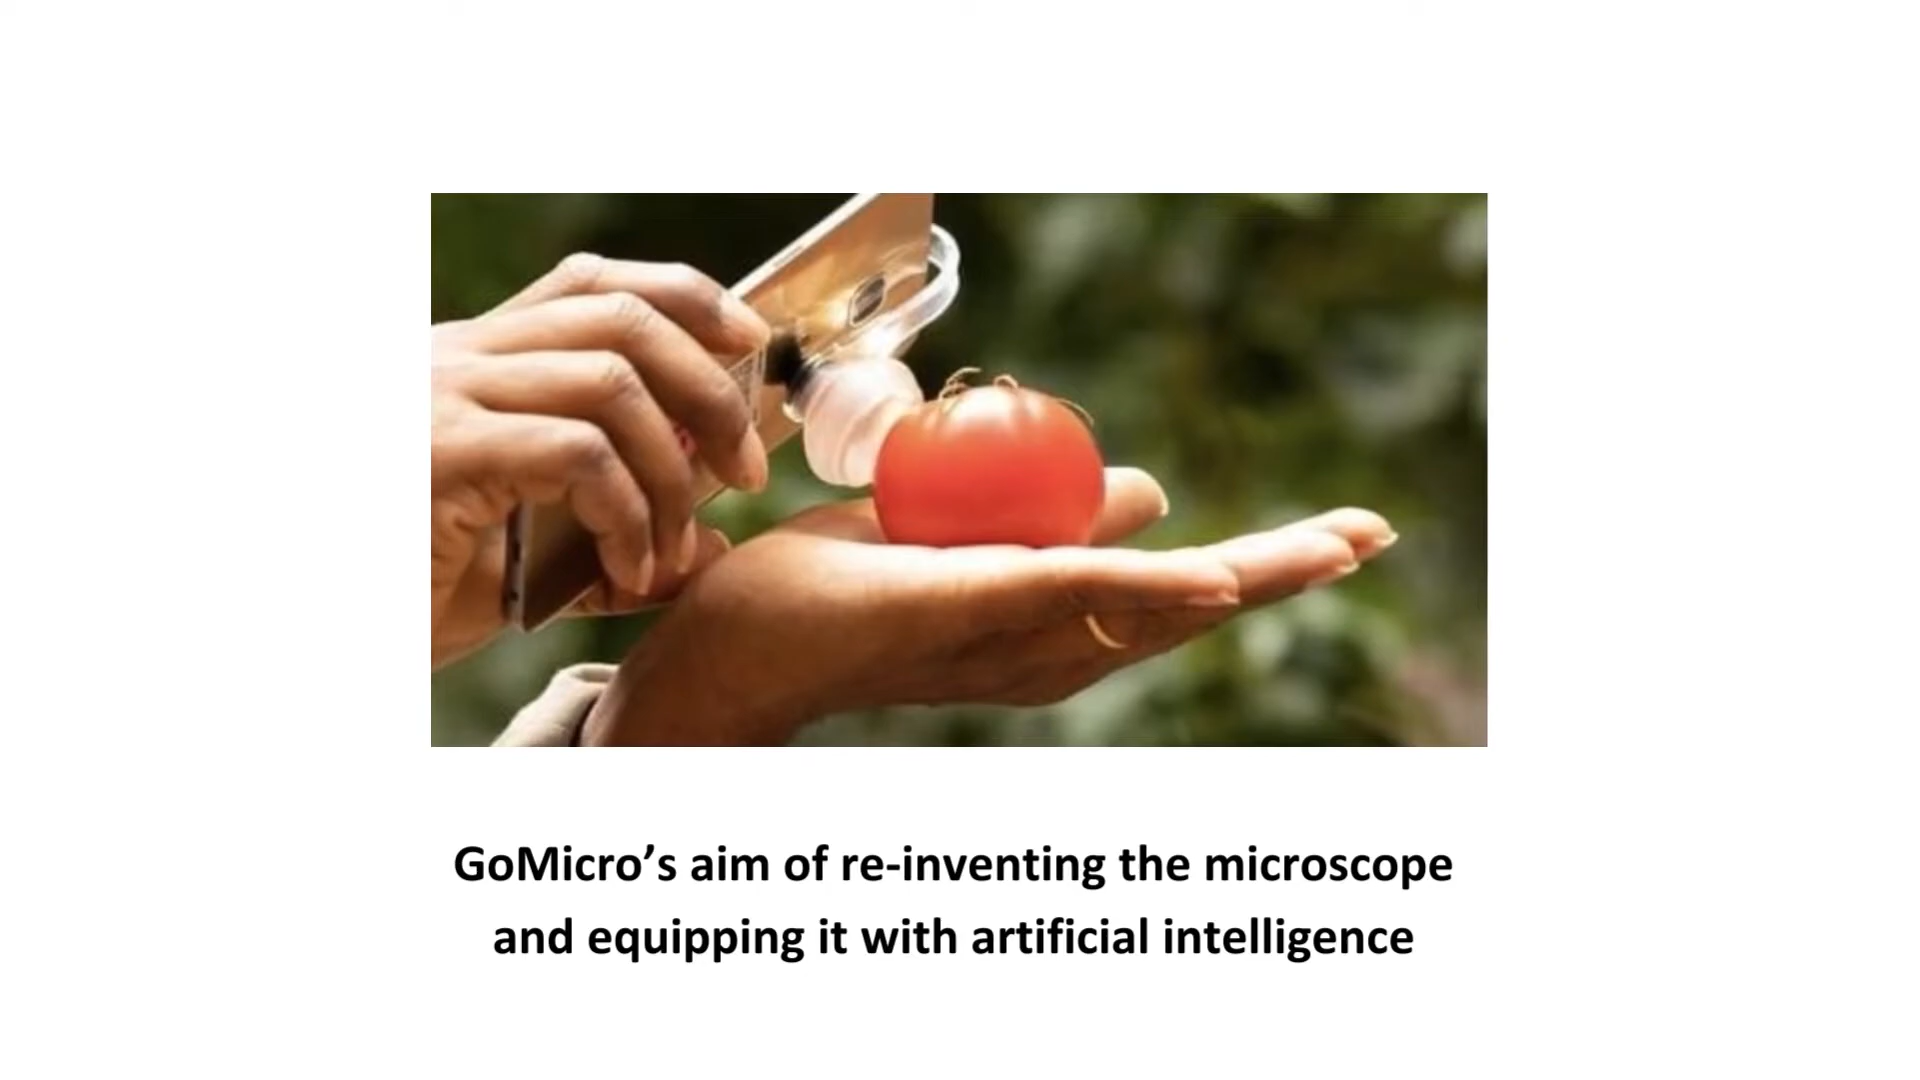 GoMicro’s aim of re-inventing the microscope
and equipping it with artificial intelligence